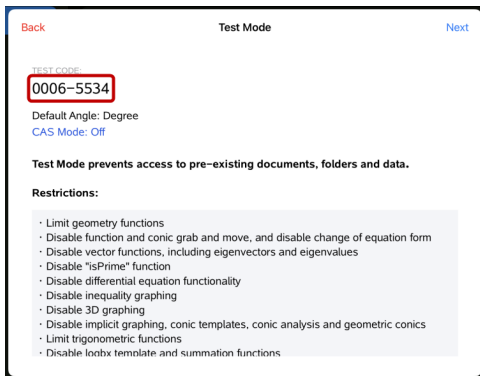 Back Test Mode Next
TEST CODE:
0006-5534
Default Angle: Degree
CAS Mode: Off
Test Mode prevents access to pre-existing documents, folders and data.
Restrictions:
· Limit geometry functions
· Disable function and conic grab and move, and disable change of equation form
· Disable vector functions, including eigenvectors and eigenvalues
· Disable "isPrime" function
· Disable differential equation functionality
· Disable inequality graphing
· Disable 3D graphing
· Disable implicit graphing, conic templates, conic analysis and geometric conics
· Limit trigonometric functions
· Disable logbx template and summation functions